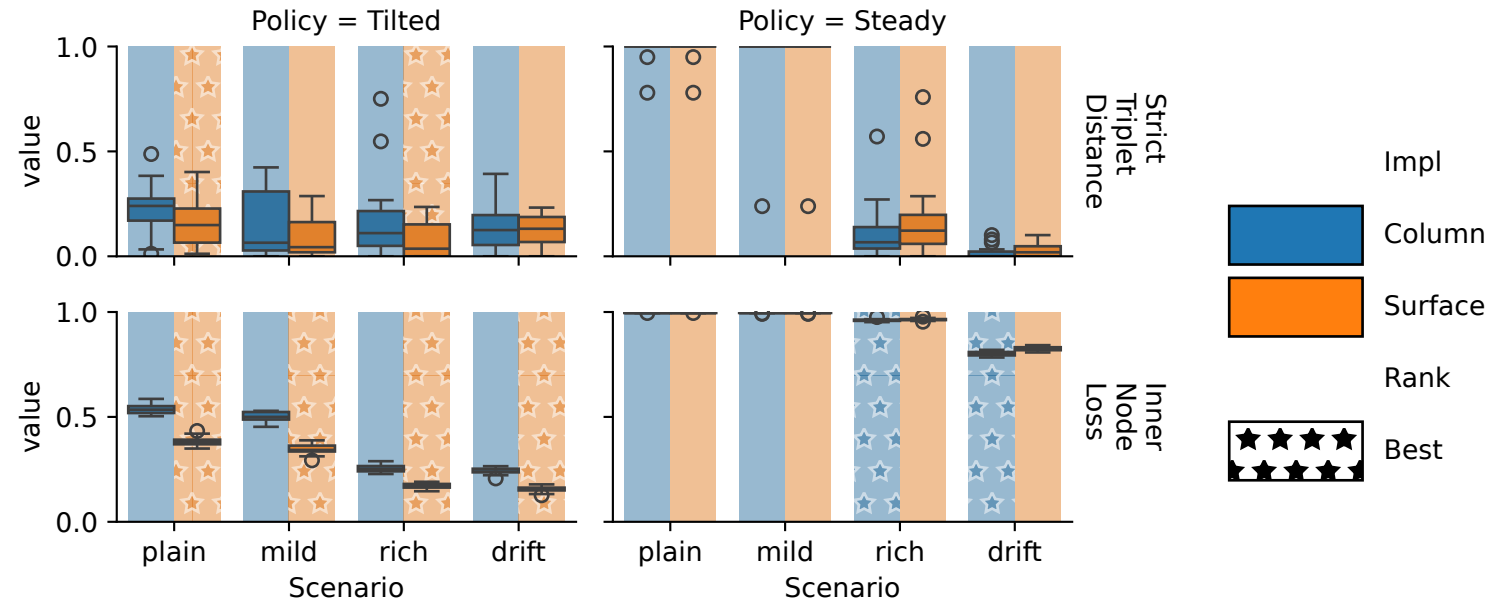 Policy = Tilted
Policy = Steady
1.0
0.5
0.0
value
Strict
Triplet
Distance
1.0
0.5
0.0
value
Inner
Node
Loss
plain
mild
rich
drift
plain
mild
rich
drift
Scenario
Scenario
Impl
Column
Surface
Rank
Best